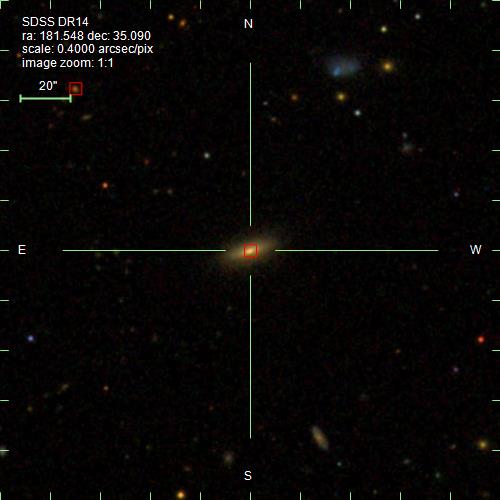 SDSS DR14
ra: 181.548 dec: 35.090
scale: 0.4000 arcsec/pix
image zoom: 1:1
20"
N
E
W
S